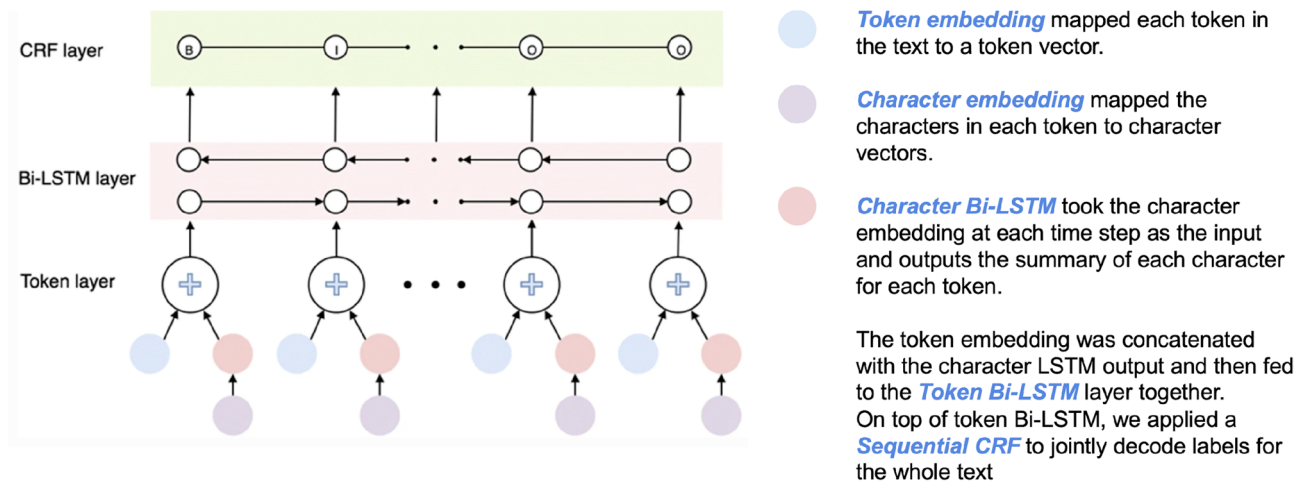 CRF layer
B
I
O
O
Bi-LSTM layer
Token layer
Token embedding mapped each token in
the text to a token vector.
Character embedding mapped the
characters in each token to character
vectors.
Character Bi-LSTM took the character
embedding at each time step as the input
and outputs the summary of each character
for each token.
The token embedding was concatenated
with the character LSTM output and then fed
to the Token Bi-LSTM layer together.
On top of token Bi-LSTM, we applied a
Sequential CRF to jointly decode labels for
the whole text